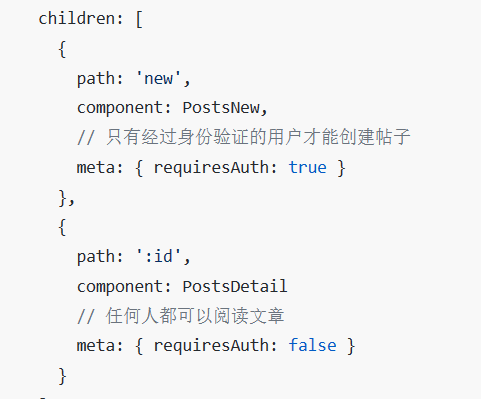 children: [
{
path: 'new',
component: PostsNew,
// 只有经过身份验证的用户才能创建帖子
meta: { requiresAuth: true }
},
{
path: ':id',
component: PostsDetail
// 任何人都可以阅读文章
meta: { requiresAuth: false }
}